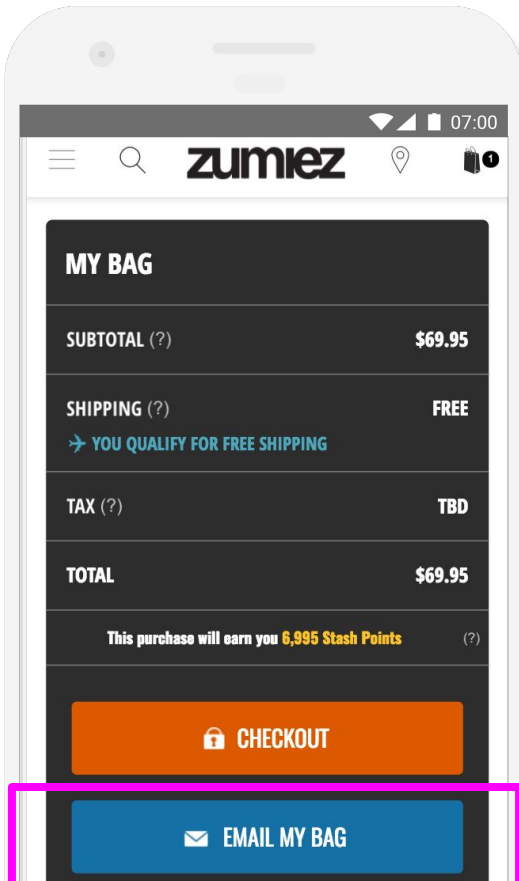 07:00
zumiez 1
MY BAG
SUBTOTAL (?) $69.95
SHIPPING (?) FREE
YOU QUALIFY FOR FREE SHIPPING
TAX (?) TBD
TOTAL $69.95
This purchase will earn you 6,995 Stash Points (?)
CHECKOUT
EMAIL MY BAG